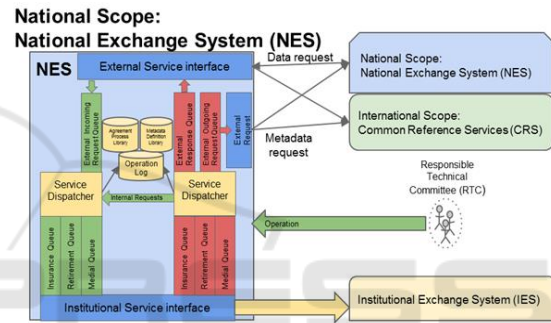 National Scope:
National Exchange System (NES)
NES
External Service interface
Data request
National Scope:
National Exchange System (NES)
International Scope:
Common Reference Services (CRS)
Metadata
request
External Incoming
Request Queue
Agreement
Process
Library
Metadata
Definition
Library
Operation
Log
External
Response Queue
External Outgoing
Request Queue
External
Request
Responsible
Technical
Committee (RTC)
Service
Dispatcher
Internal Requests
Service
Dispatcher
Operation
Insurance Queue
Retirement Queue
Medial Queue
Insurance Queue
Retirement Queue
Medial Queue
Institutional Service interface
Institutional Exchange System (IES)
PRESS